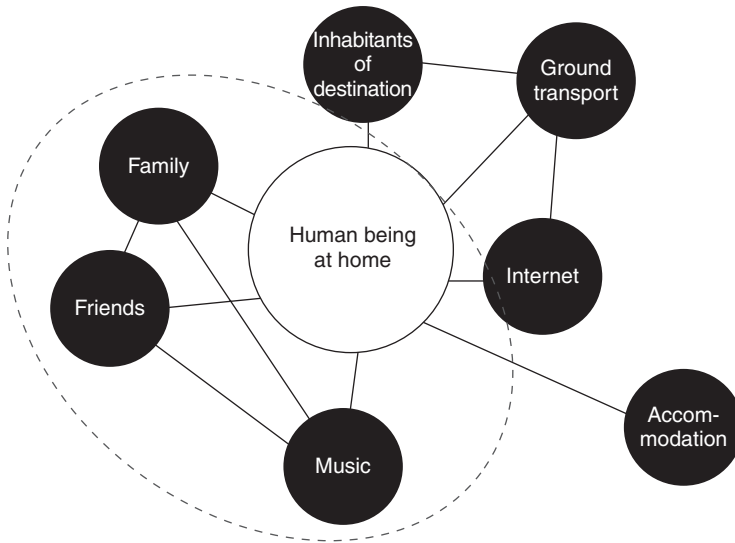 Inhabitants
of
destination
Ground
transport
Family
Human being
at home
Internet
Friends
Accom-
modation
Music